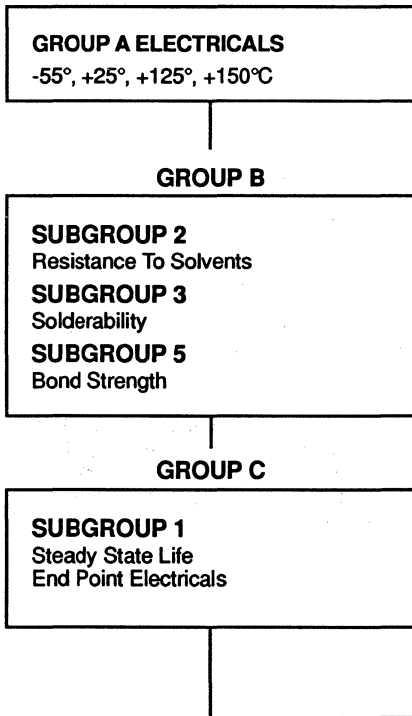 GROUP A ELECTRICALS
-55°, +25°, +125°, +150°C
GROUP B
SUBGROUP 2
Resistance To Solvents
SUBGROUP 3
Solderability
SUBGROUP 5
Bond Strength
GROUP C
SUBGROUP 1
Steady State Life
End Point Electricals